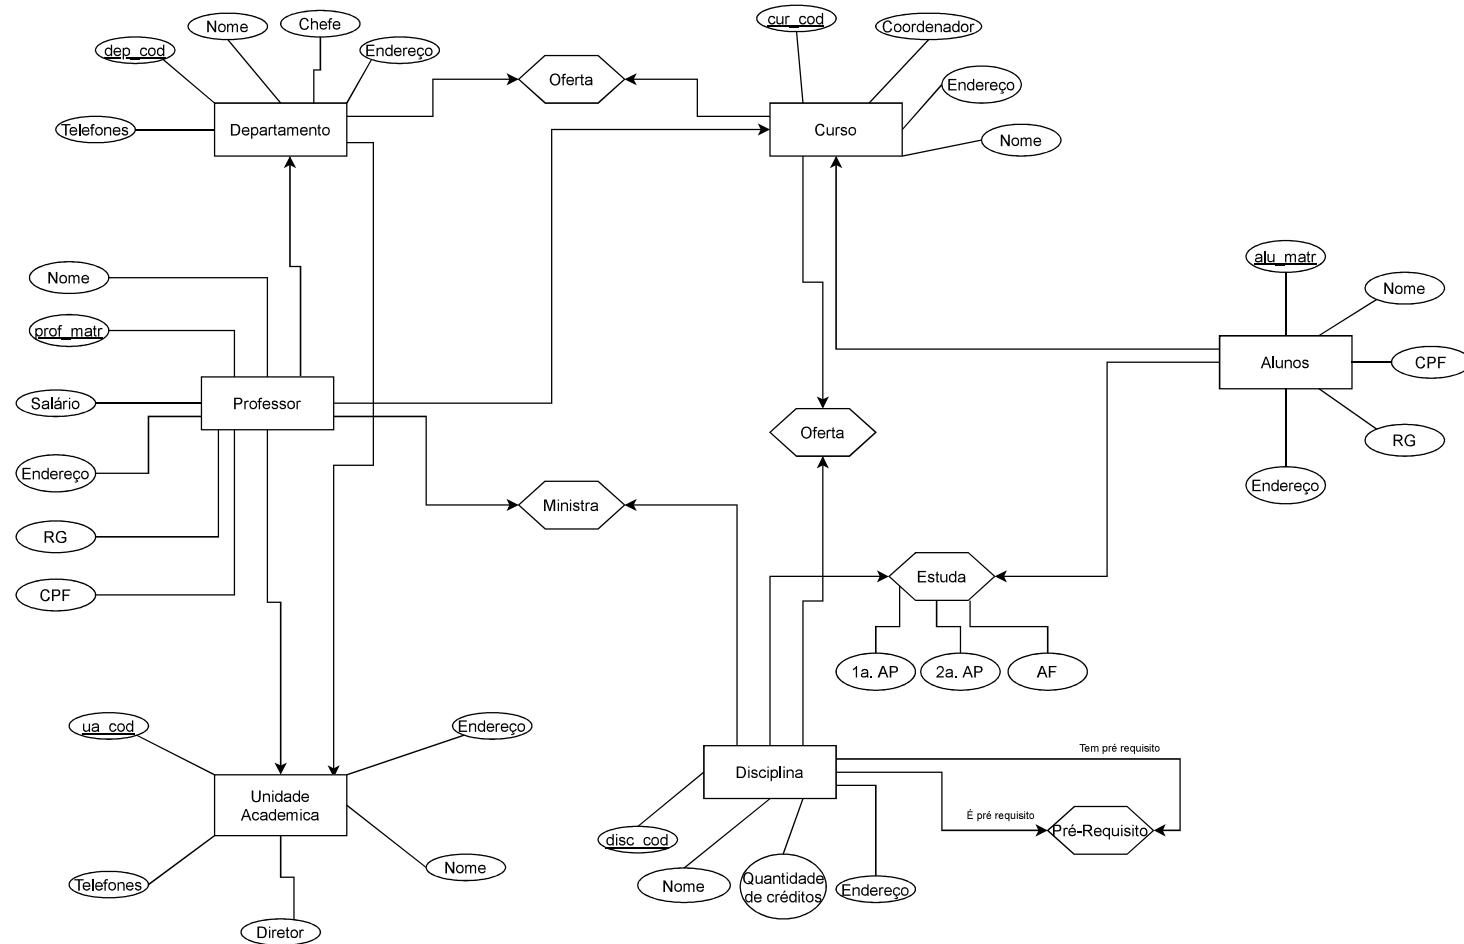 Nome
Chefe
dep_cod
Endereço
Telefones
Departamento
Oferta
cur_cod
Coordenador
Endereço
Curso
Nome
Nome
prof_matr
Salário
Professor
Endereço
RG
CPF
Ministra
Oferta
alu_matr
Nome
Alunos
CPF
RG
Endereço
Estuda
1a. AP
2a. AP
AF
ua_cod
Endereço
Unidade
Academica
Telefones
Nome
Diretor
Disciplina
Tem pré requisito
É pré requisito
Pré-Requisito
disc_cod
Nome
Quantidade
de créditos
Endereço